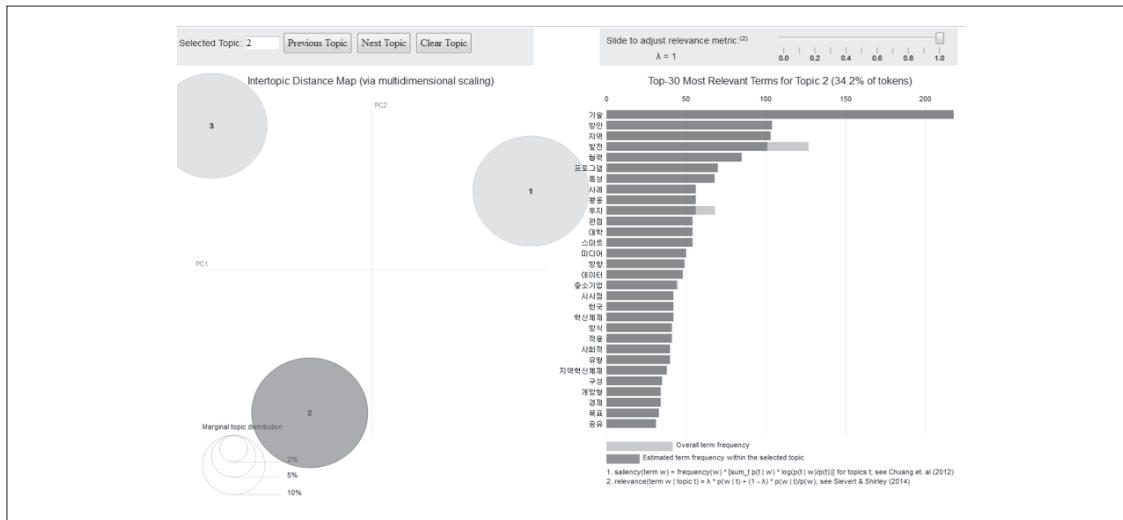 Selected Topic: 2 Previous Topic Next Topic Clear Topic
Slide to adjust relevance metric:(2)
λ = 1
0.0 0.2 0.4 0.6 0.8 1.0
Intertopic Distance Map (via multidimensional scaling)
PC2
PC1
3
1
2
Marginal topic distribution
2%
5%
10%
Top-30 Most Relevant Terms for Topic 2 (34.2% of tokens)
0 50 100 150 200
기술
방안
지역
발전
협력
프로그램
특성
사례
활동
투자
관점
대학
스마트
미디어
방향
데이터
중소기업
시사점
한국
혁신체제
방식
적용
사회적
유형
지역혁신체제
구성
개방형
경제
목표
공유
Overall term frequency
Estimated term frequency within the selected topic
1. saliency(term w) = frequency(w) * [sum_t p(t | w) * log(p(t | w)/p(t))] for topics t; see Chuang et. al (2012)
2. relevance(term w | topic t) = λ * p(w | t) + (1 - λ) * p(w | t)/p(w); see Sievert & Shirley (2014)